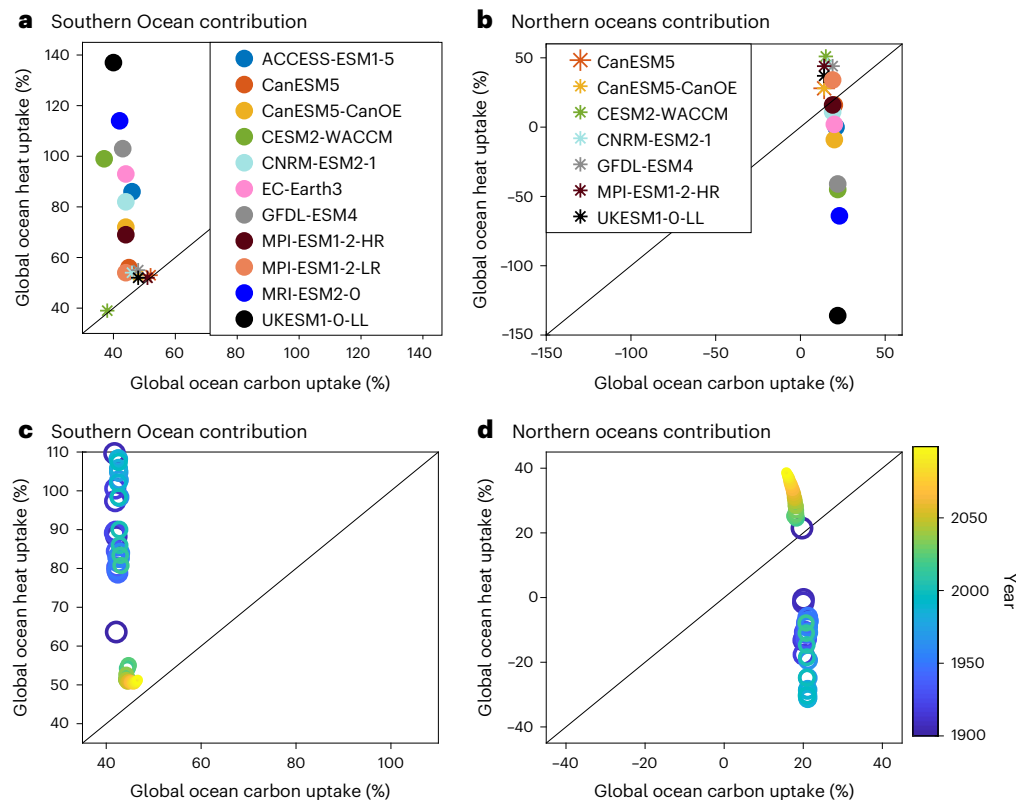 a Southern Ocean contribution
Global ocean heat uptake (%)
140
120
100
80
60
40
40
60
80
100
120
140
Global ocean carbon uptake (%)
ACCESS-ESM1-5
CanESM5
CanESM5-CanOE
CESM2-WACCM
CNRM-ESM2-1
EC-Earth3
GFDL-ESM4
MPI-ESM1-2-HR
MPI-ESM1-2-LR
MRI-ESM2-0
UKESM1-0-LL
b Northern oceans contribution
Global ocean heat uptake (%)
50
0
−50
−100
−150
−150
−100
−50
0
50
Global ocean carbon uptake (%)
CanESM5
CanESM5-CanOE
CESM2-WACCM
CNRM-ESM2-1
GFDL-ESM4
MPI-ESM1-2-HR
UKESM1-0-LL
c Southern Ocean contribution
Global ocean heat uptake (%)
110
100
90
80
70
60
50
40
40
60
80
100
Global ocean carbon uptake (%)
d Northern oceans contribution
Global ocean heat uptake (%)
40
20
0
−20
−40
−40
−20
0
20
40
Global ocean carbon uptake (%)
2050
2000
1950
1900
Year